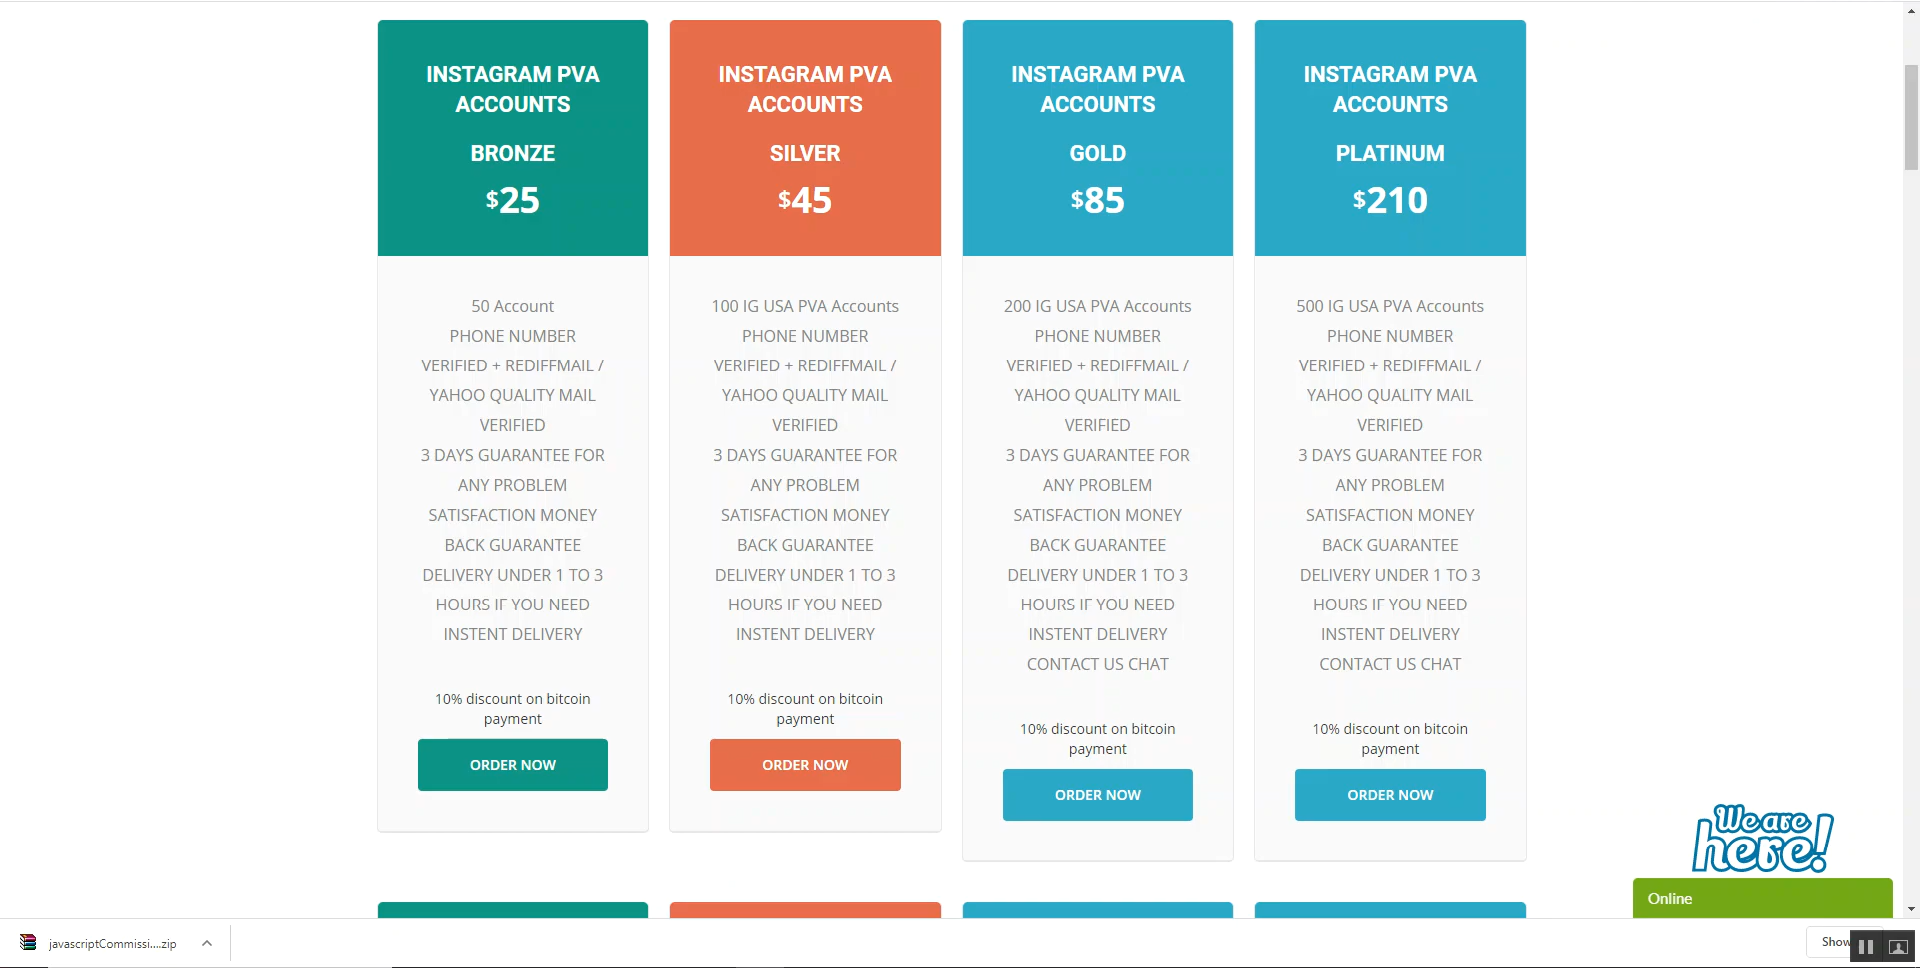 INSTAGRAM PVA
ACCOUNTS
BRONZE
$25
50 Account
PHONE NUMBER
VERIFIED + REDIFFMAIL /
YAHOO QUALITY MAIL
VERIFIED
3 DAYS GUARANTEE FOR
ANY PROBLEM
SATISFACTION MONEY
BACK GUARANTEE
DELIVERY UNDER 1 TO 3
HOURS IF YOU NEED
INSTENT DELIVERY
10% discount on bitcoin
payment
ORDER NOW
INSTAGRAM PVA
ACCOUNTS
SILVER
$45
100 IG USA PVA Accounts
PHONE NUMBER
VERIFIED + REDIFFMAIL /
YAHOO QUALITY MAIL
VERIFIED
3 DAYS GUARANTEE FOR
ANY PROBLEM
SATISFACTION MONEY
BACK GUARANTEE
DELIVERY UNDER 1 TO 3
HOURS IF YOU NEED
INSTENT DELIVERY
10% discount on bitcoin
payment
ORDER NOW
INSTAGRAM PVA
ACCOUNTS
GOLD
$85
200 IG USA PVA Accounts
PHONE NUMBER
VERIFIED + REDIFFMAIL /
YAHOO QUALITY MAIL
VERIFIED
3 DAYS GUARANTEE FOR
ANY PROBLEM
SATISFACTION MONEY
BACK GUARANTEE
DELIVERY UNDER 1 TO 3
HOURS IF YOU NEED
INSTENT DELIVERY
CONTACT US CHAT
10% discount on bitcoin
payment
ORDER NOW
INSTAGRAM PVA
ACCOUNTS
PLATINUM
$210
500 IG USA PVA Accounts
PHONE NUMBER
VERIFIED + REDIFFMAIL /
YAHOO QUALITY MAIL
VERIFIED
3 DAYS GUARANTEE FOR
ANY PROBLEM
SATISFACTION MONEY
BACK GUARANTEE
DELIVERY UNDER 1 TO 3
HOURS IF YOU NEED
INSTENT DELIVERY
CONTACT US CHAT
10% discount on bitcoin
payment
ORDER NOW
We are
here!
Online
javascriptCommissi....zip
Show